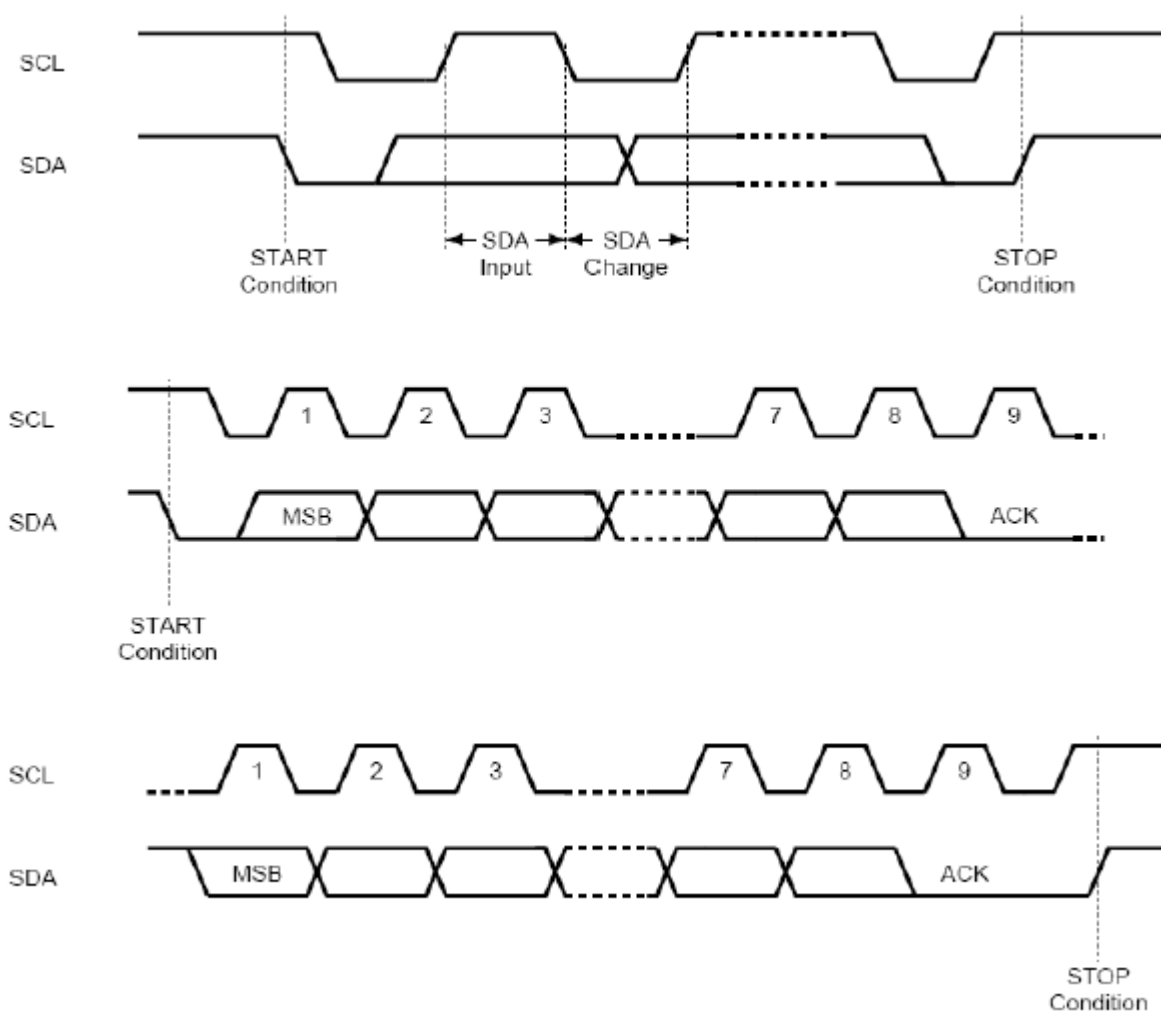 SCL
SDA
SDA
Input
SDA
Change
START
Condition
STOP
Condition
SCL
1
2
3
7
8
9
SDA
MSB
ACK
START
Condition
SCL
1
2
3
7
8
9
SDA
MSB
ACK
STOP
Condition